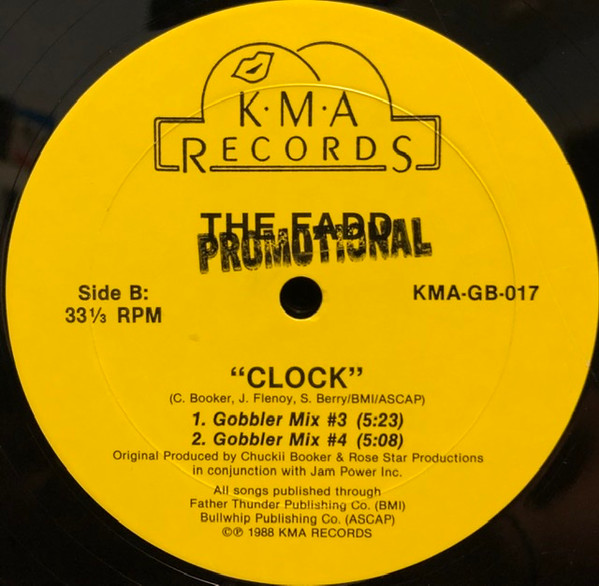 K·M·A
RECORDS
THE FADD
PROMOTIONAL
Side B:
33⅓ RPM
KMA-GB-017
“CLOCK”
(C. Booker, J. Flenoy, S. Berry/BMI/ASCAP)
1. Gobbler Mix #3 (5:23)
2. Gobbler Mix #4 (5:08)
Original Produced by Chuckii Booker & Rose Star Productions
in conjunction with Jam Power Inc.
All songs published through
Father Thunder Publishing Co. (BMI)
Bullwhip Publishing Co. (ASCAP)
©℗ 1988 KMA RECORDS